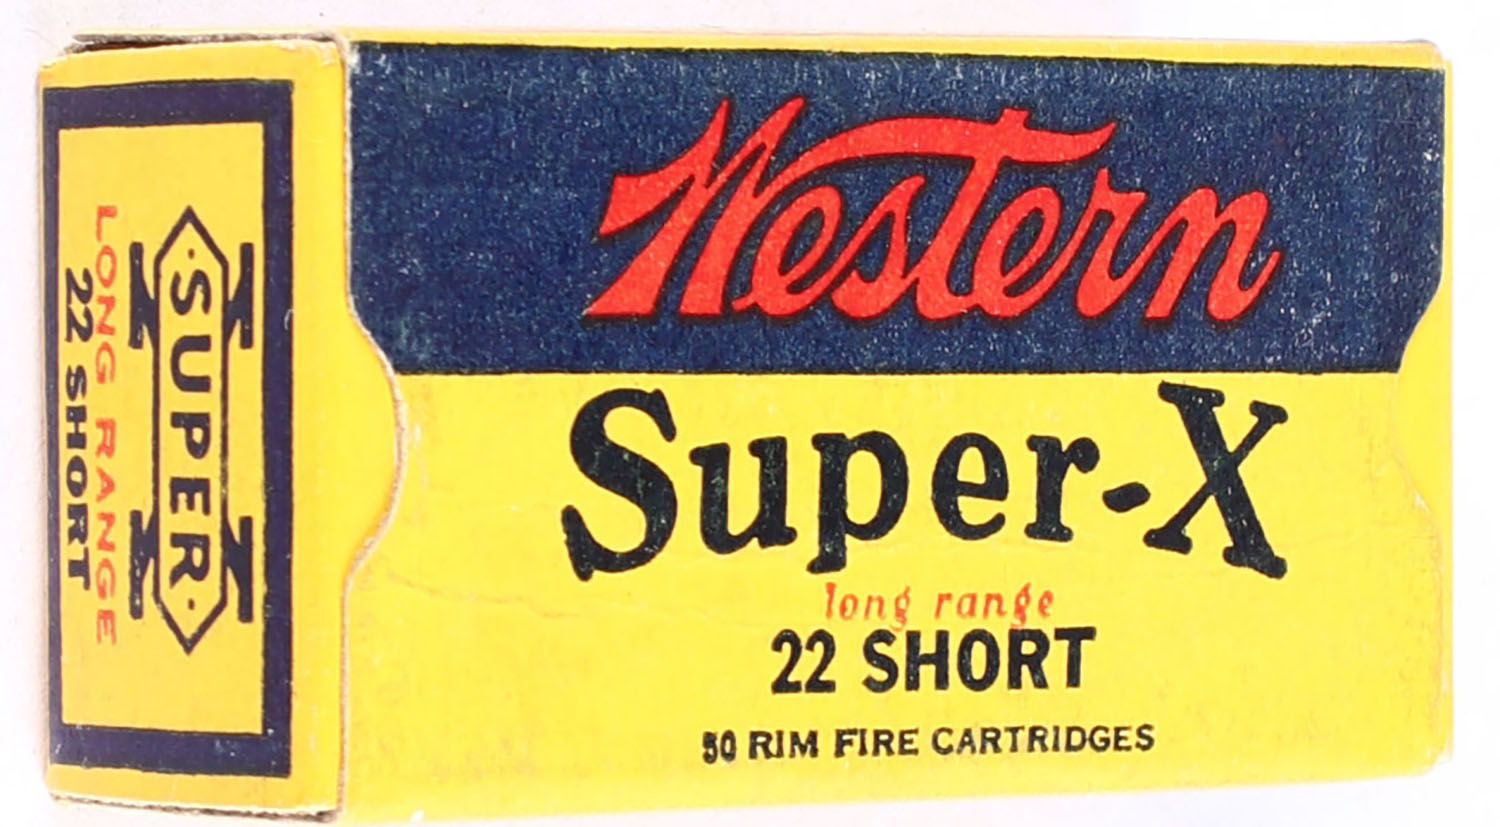 Western
Super-X
long range
22 SHORT
50 RIM FIRE CARTRIDGES
X
SUPER
LONG RANGE
22 SHORT